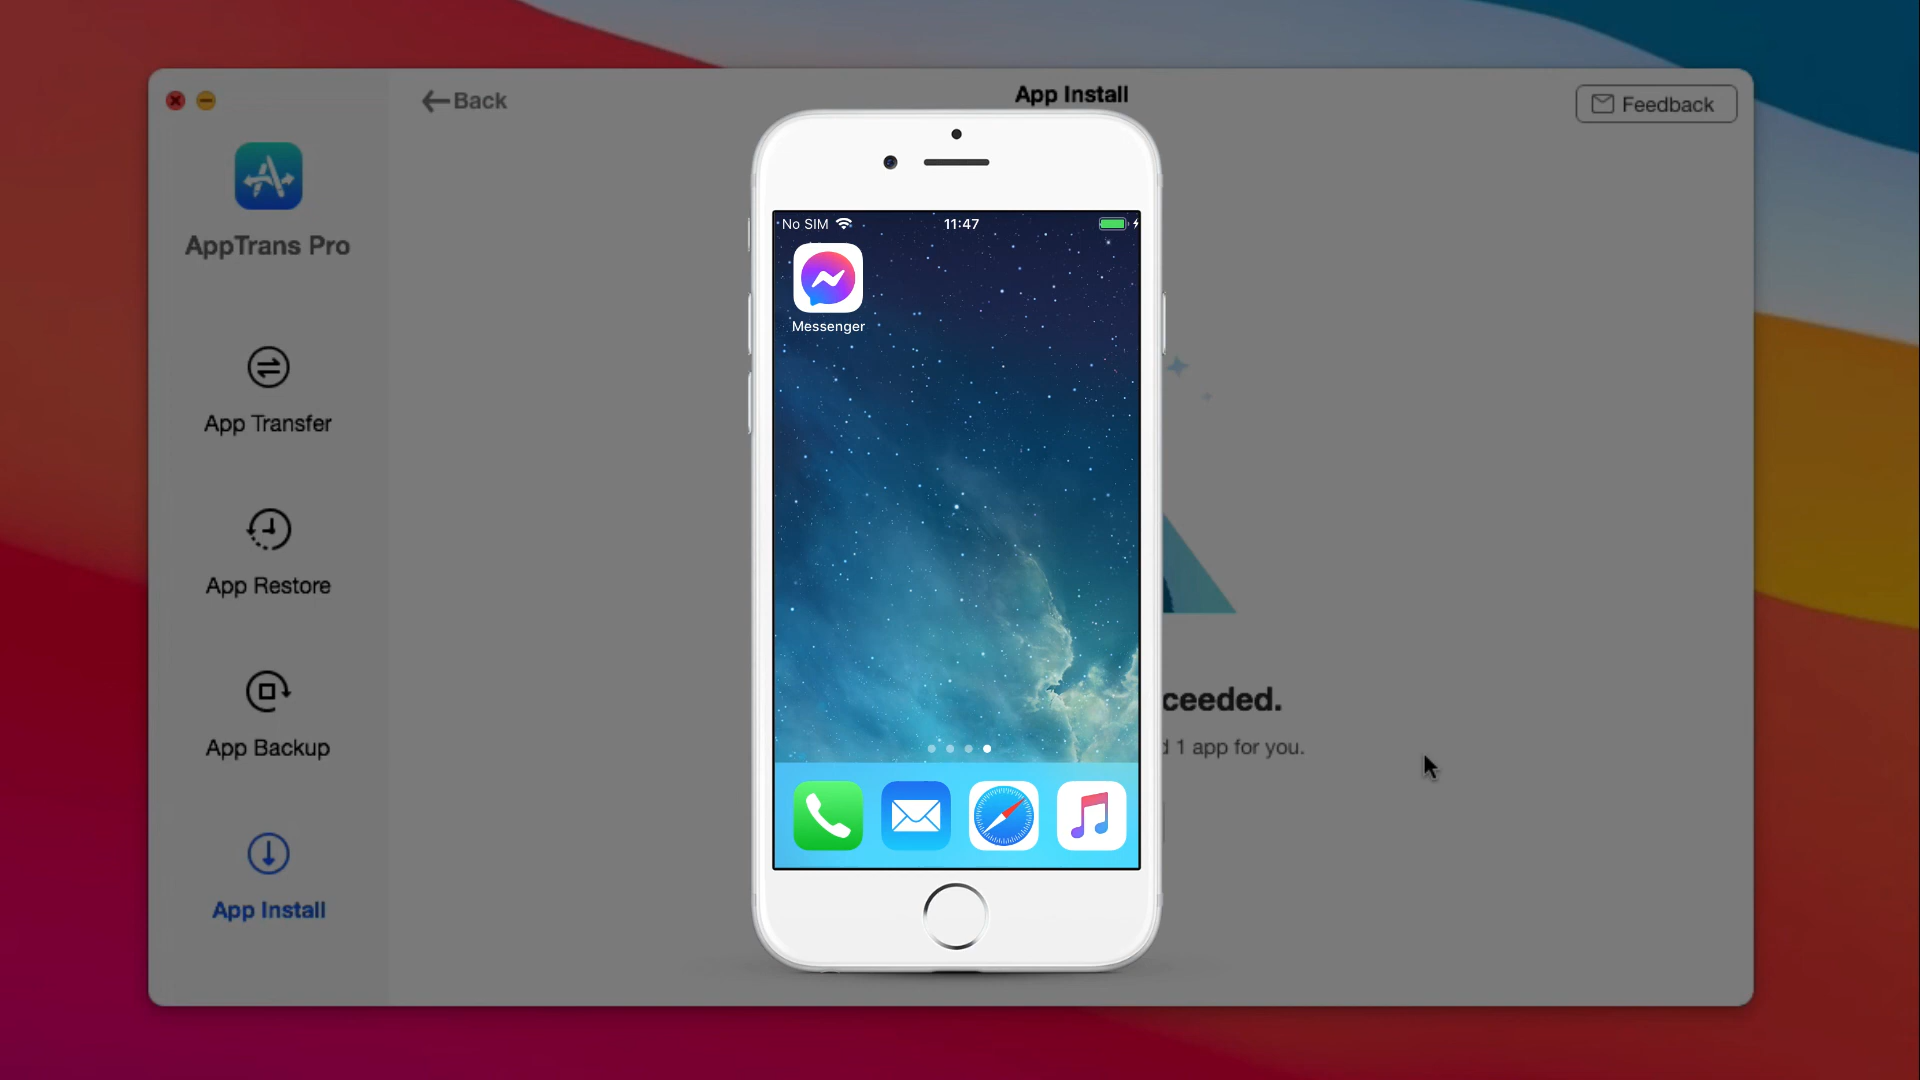 Back
App Install
Feedback
AppTrans Pro
No SIM
11:47
Messenger
App Transfer
App Restore
App Backup
App Install
ceeded.
1 app for you.